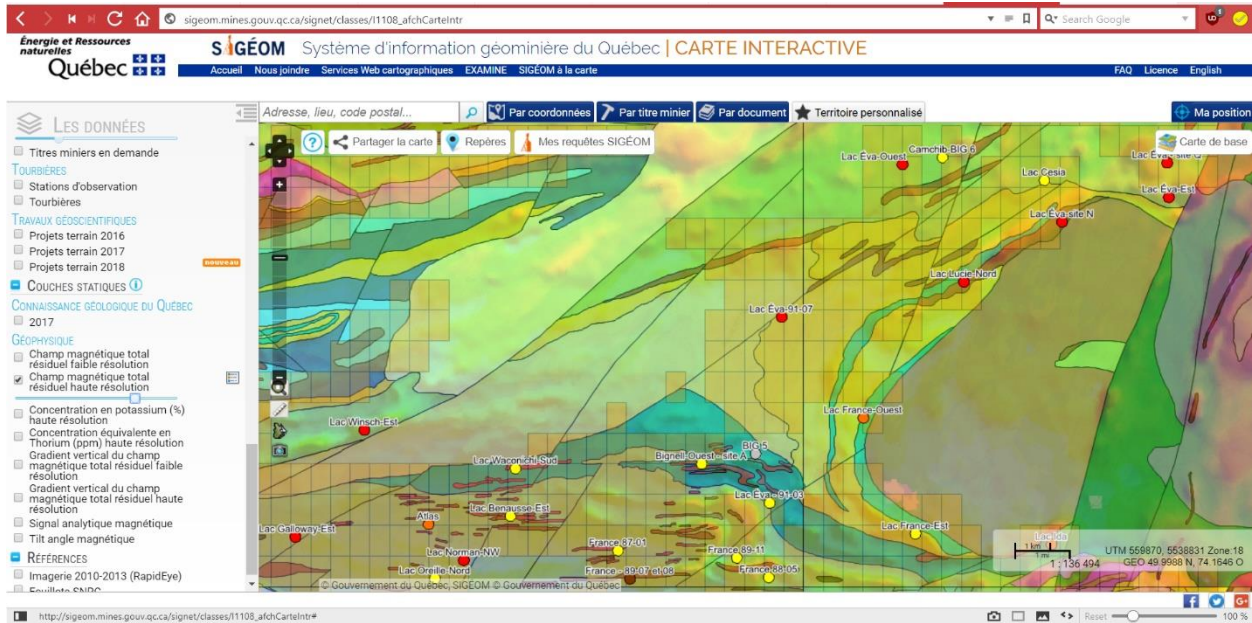 sigeom.mines.gouv.qc.ca/signet/classes/I1108_afchCarteIntr
Search Google
Énergie et Ressources
naturelles
Québec
SIGÉOM Système d'information géominière du Québec | CARTE INTERACTIVE
Accueil Nous joindre Services Web cartographiques EXAMINE SIGÉOM à la carte
FAQ Licence English
LES DONNÉES
Adresse, lieu, code postal...
Par coordonnées
Par titre minier
Par document
Territoire personnalisé
Ma position
Partager la carte
Repères
Mes requêtes SIGÉOM
Carte de base
Titres miniers en demande
TOURBIÈRES
Stations d'observation
Tourbières
TRAVAUX GÉOSCIENTIFIQUES
Projets terrain 2016
Projets terrain 2017
Projets terrain 2018
nouveau
COUCHES STATIQUES
CONNAISSANCE GÉOLOGIQUE DU QUÉBEC
2017
GÉOPHYSIQUE
Champ magnétique total
résiduel faible résolution
Champ magnétique total
résiduel haute résolution
Concentration en potassium (%)
haute résolution
Concentration équivalente en
Thorium (ppm) haute résolution
Gradient vertical du champ
magnétique total résiduel faible
résolution
Gradient vertical du champ
magnétique total résiduel haute
résolution
Signal analytique magnétique
Tilt angle magnétique
RÉFÉRENCES
Imagerie 2010-2013 (RapidEye)
Camchib-BIG 6
Lac Éva-Ouest
Lac Cesia
Lac Éva-Est
Lac Éva-site N
Lac Lucie-Nord
Lac Éva-91-07
Lac France-Ouest
Lac Winsch-Est
BIG 5
Bignell-Ouest - site A
Lac Waconichi-Sud
Lac Éva - 91-03
Lac Benausse-Est
Atlas
Lac Galloway-Est
Lac France-Est
France 87-01
France 89-11
Lac Norman-NW
Lac Oreille-Nord
France - 89-07 et 08
France 88-05
1 km
1 mi
1 : 136 494
UTM 559870, 5538831 Zone:18
GEO 49.9988 N, 74.1646 O
© Gouvernement du Québec, SIGÉOM © Gouvernement du Québec
http://sigeom.mines.gouv.qc.ca/signet/classes/I1108_afchCarteIntr#
Reset
100 %